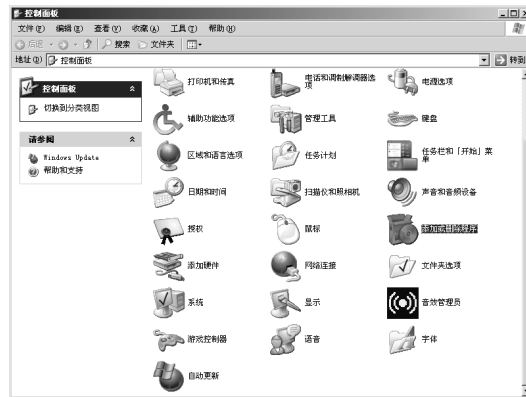 控制面板
文件(F) 编辑(E) 查看(V) 收藏(A) 工具(T) 帮助(H)
后退 搜索 文件夹
地址(D) 控制面板 转到
控制面板
切换到分类视图
请参阅
Windows Update
帮助和支持
打印机和传真 电话和调制解调器选项 电源选项
辅助功能选项 管理工具 键盘
区域和语言选项 任务计划 任务栏和「开始」菜单
日期和时间 扫描仪和照相机 声音和音频设备
授权 鼠标 添加或删除程序
添加硬件 网络连接 文件夹选项
系统 显示 音效管理员
游戏控制器 语音 字体
自动更新